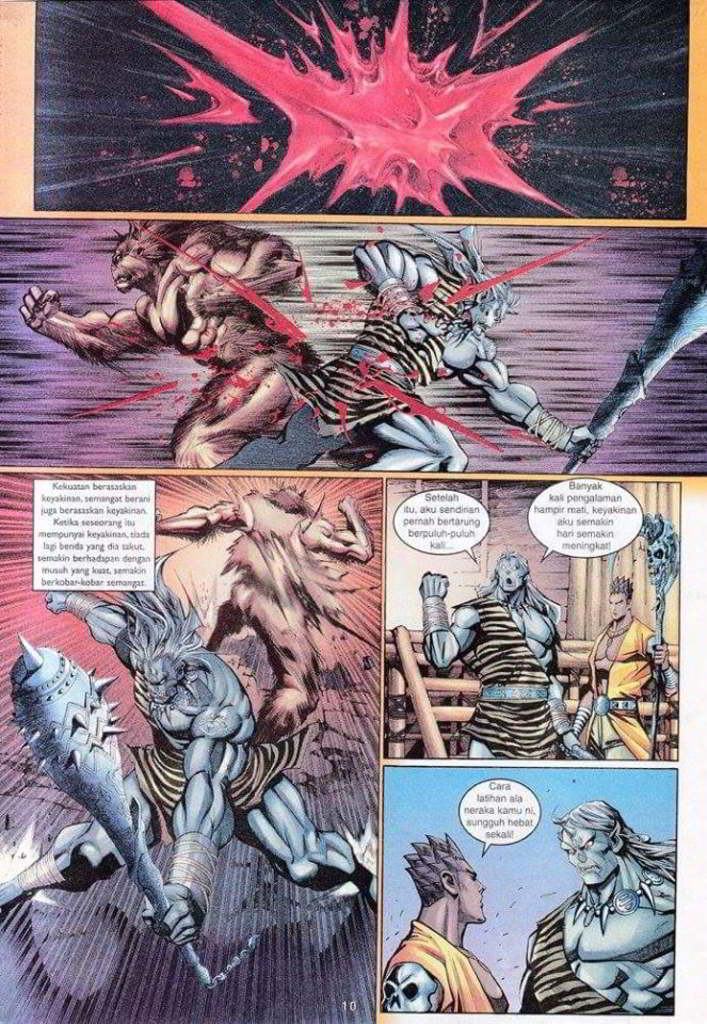 Kekuatan berasaskan
keyakinan, semangat berani
juga berasaskan keyakinan.
Ketika seseorang itu
mempunyai keyakinan, tiada
lagi benda yang dia takut,
semakin berhadapan dengan
musuh yang kuat, semakin
berkobar-kobar semangat.
Setelah
itu, aku sendirian
pernah bertarung
berpuluh-puluh
kali...
Banyak
kali pengalaman
hampir mati, keyakinan
aku semakin
hari semakin
meningkat!
Cara
latihan ala
neraka kamu ni,
sungguh hebat
sekali!
10